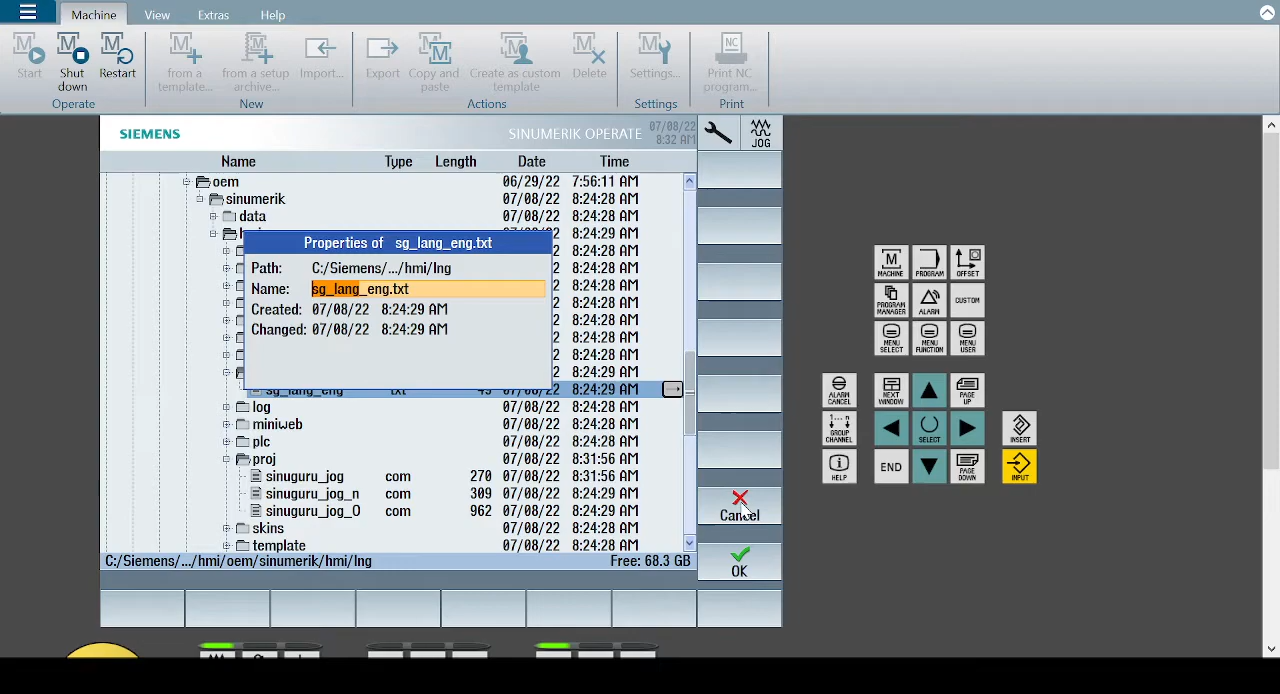 Machine View Extras Help
Start Shut down Restart from a template... from a setup archive... Import... Export Copy and paste Create as custom template Delete Settings... Print NC program...
Operate New Actions Settings Print
SIEMENS SINUMERIK OPERATE 07/08/22 8:32 AM JOG
Name Type Length Date Time
oem 06/29/22 7:56:11 AM
sinumerik 07/08/22 8:24:28 AM
data 07/08/22 8:24:28 AM
8:24:28 AM
Properties of sg_lang_eng.txt
8:24:28 AM
Path: C:/Siemens/.../hmi/lng
8:24:28 AM
Name: sg_lang_eng.txt
8:24:28 AM
Created: 07/08/22 8:24:29 AM
8:24:28 AM
Changed: 07/08/22 8:24:29 AM
8:24:28 AM
8:24:28 AM
8:24:28 AM
8:24:29 AM
sg_lang_eng txt 8:24:29 AM
log 07/08/22 8:24:28 AM
miniweb 07/08/22 8:24:28 AM
plc 07/08/22 8:24:28 AM
proj 07/08/22 8:31:56 AM
sinuguru_jog com 270 07/08/22 8:31:56 AM
sinuguru_jog_n com 309 07/08/22 8:24:29 AM
sinuguru_jog_O com 962 07/08/22 8:24:29 AM
skins 07/08/22 8:24:28 AM
template 07/08/22 8:24:28 AM
C:/Siemens/.../hmi/oem/sinumerik/hmi/lng Free: 68.3 GB
Cancel
OK
MACHINE PROGRAM OFFSET
PROGRAM MANAGER ALARM CUSTOM
MENU SELECT MENU FUNCTION MENU USER
ALARM CANCEL NEXT WINDOW PAGE UP
1... n GROUP CHANNEL SELECT INSERT
HELP END PAGE DOWN INPUT